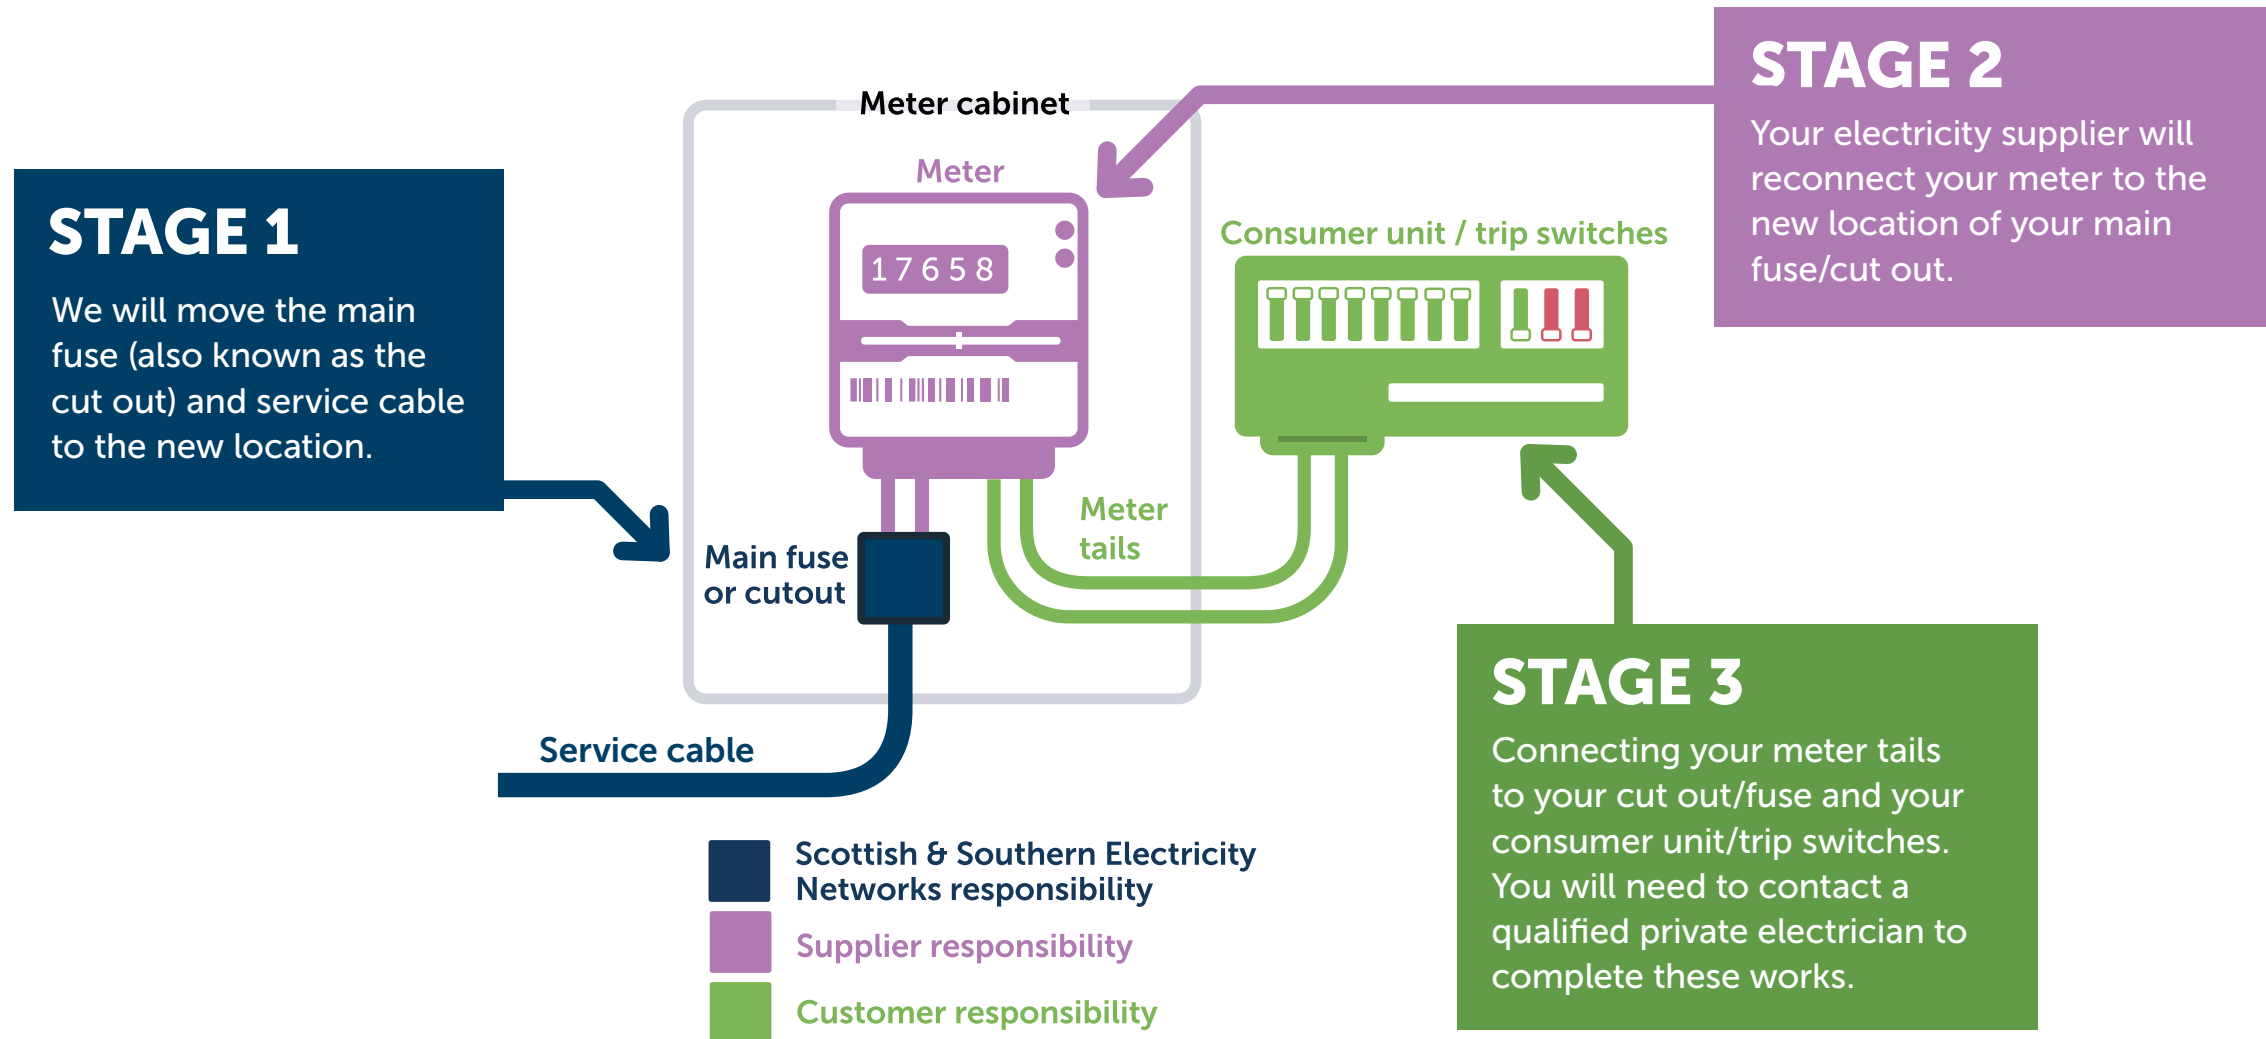 STAGE 1
We will move the main
fuse (also known as the
cut out) and service cable
to the new location.
Meter cabinet
Meter
17658
Main fuse
or cutout
Service cable
Meter
tails
Consumer unit / trip switches
STAGE 2
Your electricity supplier will
reconnect your meter to the
new location of your main
fuse/cut out.
STAGE 3
Connecting your meter tails
to your cut out/fuse and your
consumer unit/trip switches.
You will need to contact a
qualified private electrician to
complete these works.
Scottish & Southern Electricity
Networks responsibility
Supplier responsibility
Customer responsibility